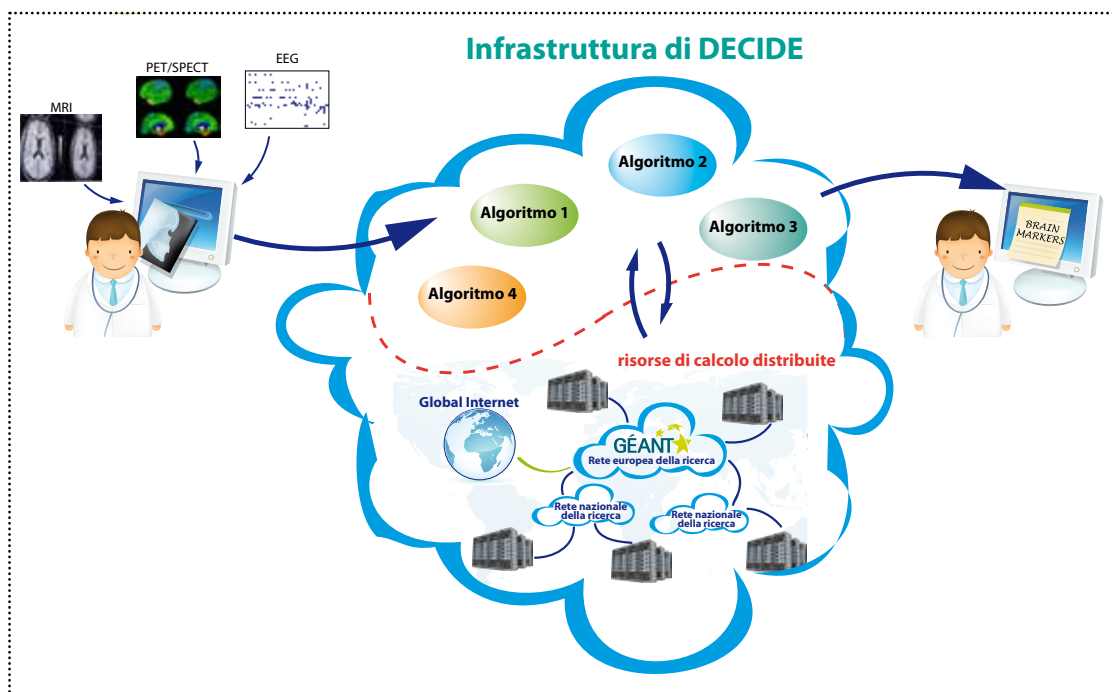 Infrastruttura di DECIDE
MRI
PET/SPECT
EEG
Algoritmo 1
Algoritmo 2
Algoritmo 3
Algoritmo 4
BRAIN
MARKERS
risorse di calcolo distribuite
Global Internet
GÉANT
Rete europea della ricerca
Rete nazionale
della ricerca
Rete nazionale
della ricerca